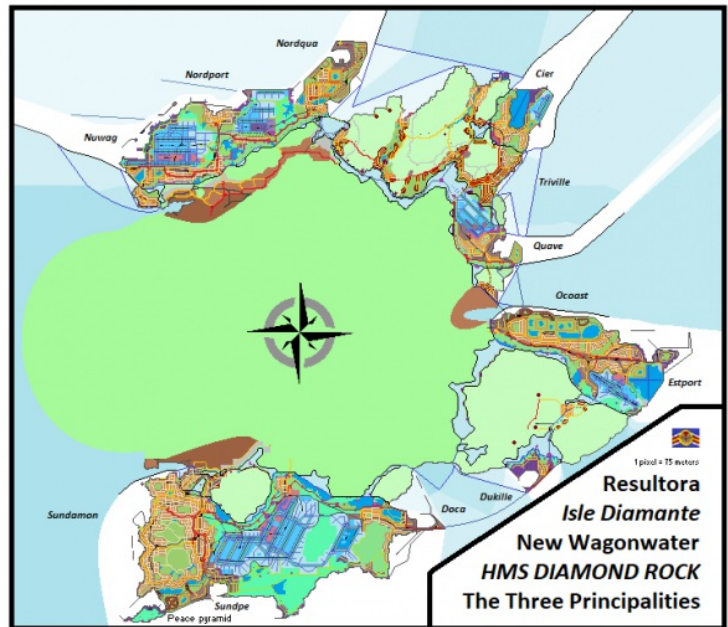 Nordqua
Nordport
Cier
Nuwag
Triville
Quave
Ocoast
Estport
1 pixel = 75 meters
Resultora
Isle Diamante
New Wagonwater
HMS DIAMOND ROCK
The Three Principalities
Dukille
Doca
Sundamon
Sundpe
Peace pyramid